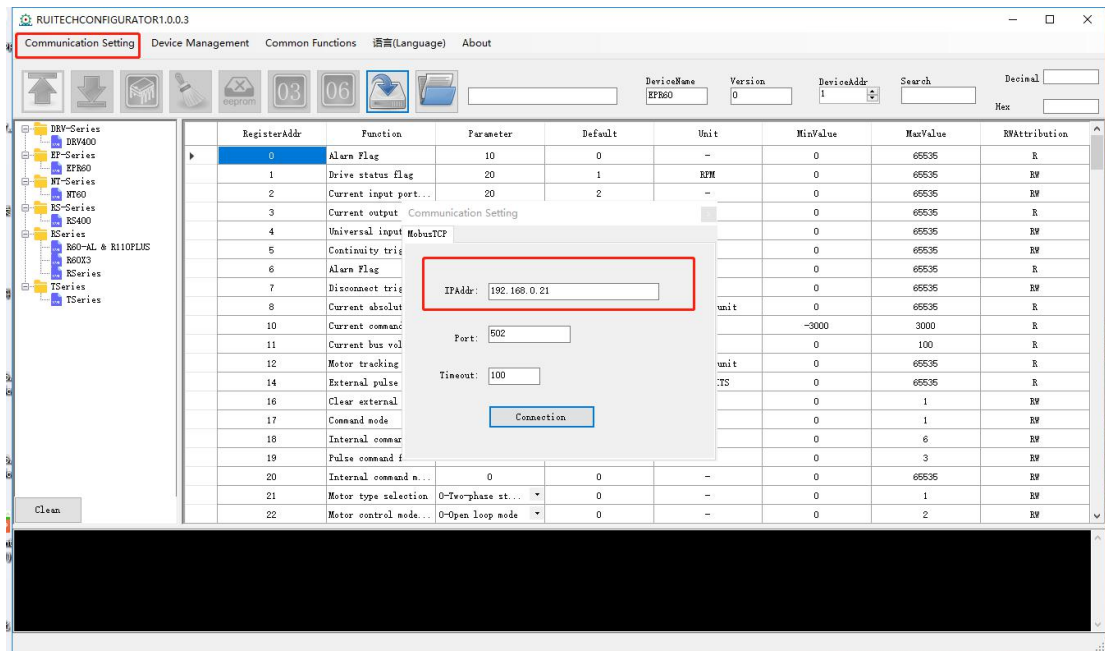 RUITECHCONFIGURATOR1.0.0.3
Communication Setting Device Management Common Functions 语言(Language) About
eeprom 03 06
DeviceName Version DeviceAddr Search Decimal
EPR60 0 1
Hex
DRV-Series
DRV400
EP-Series
EPR60
NT-Series
NT60
RS-Series
RS400
RSeries
R60-AL & R110PLUS
R60X3
RSeries
TSeries
TSeries
Clean
RegisterAddr Function Parameter Default Unit MinValue MaxValue RWAttribution
0 Alarm Flag 10 0 - 0 65535 R
1 Drive status flag 20 1 RPM 0 65535 RW
2 Current input port... 20 2 - 0 65535 RW
3 Current output 0 65535 R
4 Universal input 0 65535 RW
5 Continuity trig 0 65535 RW
6 Alarm Flag 0 65535 R
7 Disconnect trig 0 65535 RW
8 Current absolut unit 0 65535 R
10 Current command -3000 3000 R
11 Current bus vol 0 100 R
12 Motor tracking unit 0 65535 R
14 External pulse ITS 0 65535 R
16 Clear external 0 1 RW
17 Command mode 0 1 RW
18 Internal commar 0 6 RW
19 Pulse command f 0 3 RW
20 Internal command m... 0 0 - 0 65535 RW
21 Motor type selection 0-Two-phase st... 0 - 0 1 RW
22 Motor control mode... 0-Open loop mode 0 - 0 2 RW
Communication Setting
MobusTCP
IPAddr: 192.168.0.21
Port: 502
Timeout: 100
Connection